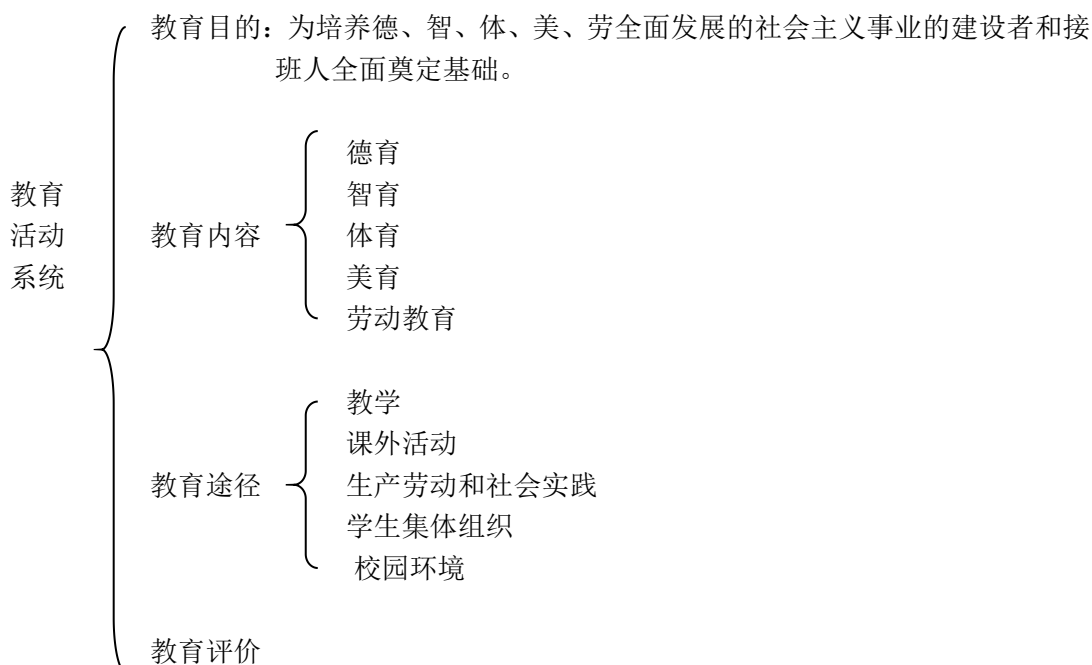 教育目的：为培养德、智、体、美、劳全面发展的社会主义事业的建设者和接
班人全面奠定基础。
教育
活动
系统
教育内容
德育
智育
体育
美育
劳动教育
教育途径
教学
课外活动
生产劳动和社会实践
学生集体组织
校园环境
教育评价